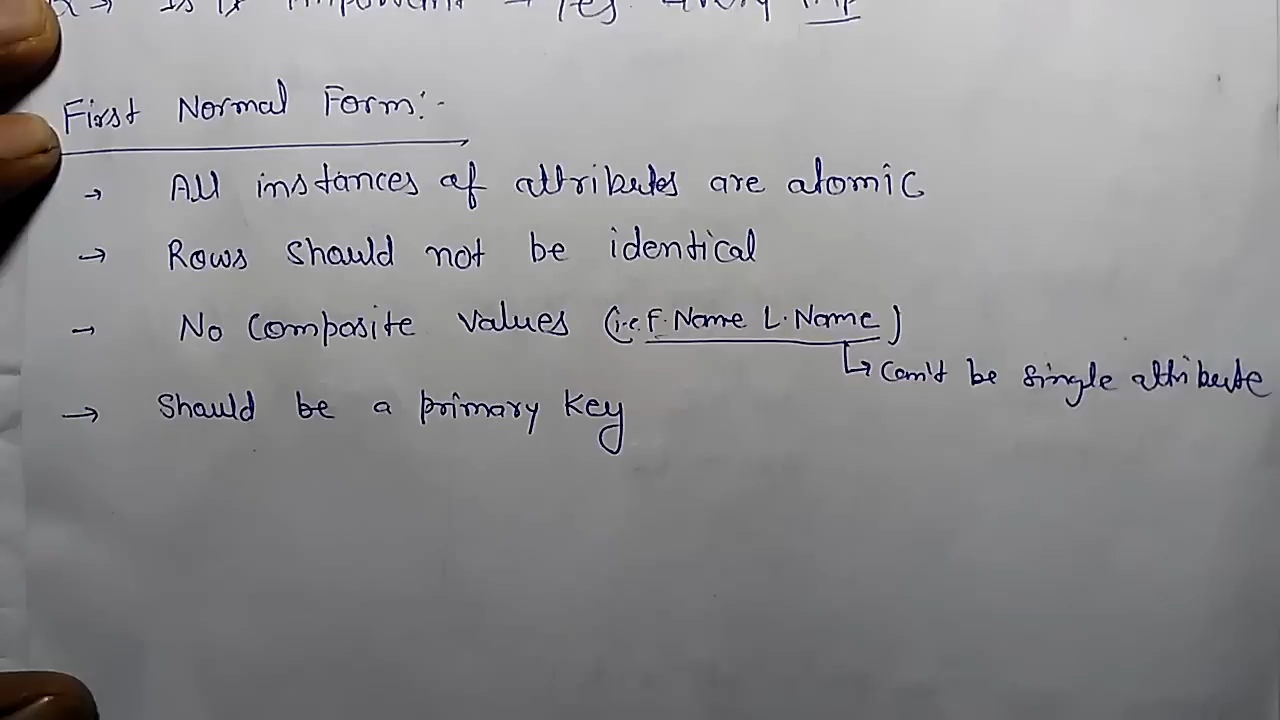 First Normal Form:-
→ All instances of attributes are atomic
→ Rows should not be identical
→ No composite values (i.e. F. Name L. Name)
↳ Can't be single attribute
→ Should be a primary key